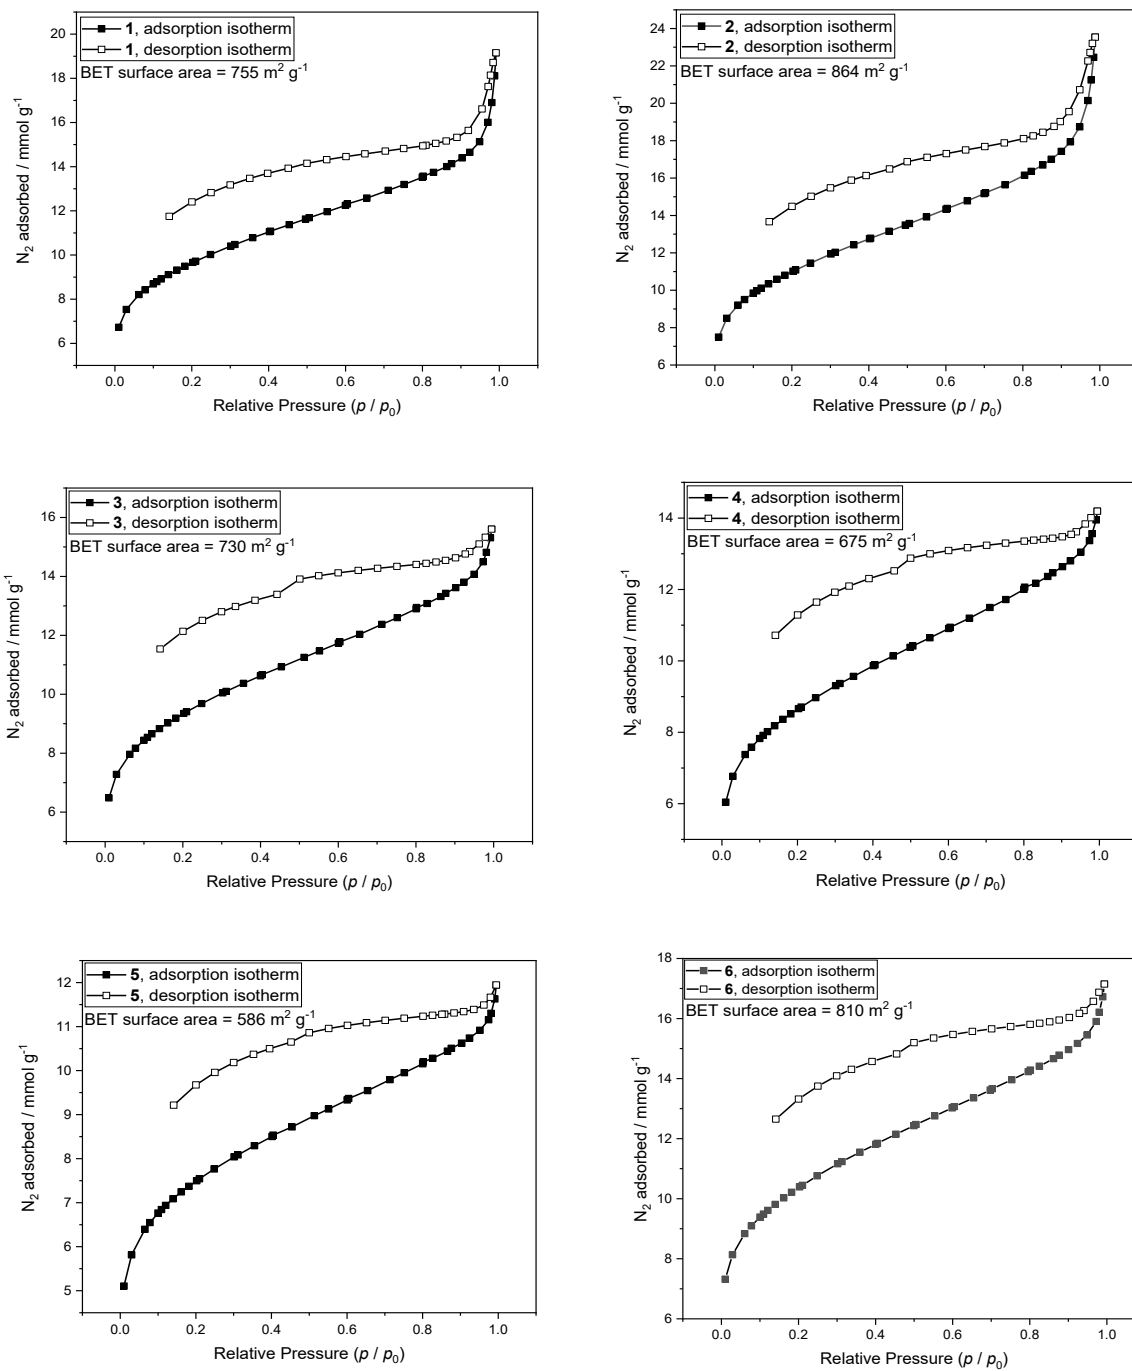 1, adsorption isotherm
1, desorption isotherm
BET surface area = 755 m² g⁻¹
N₂ adsorbed / mmol g⁻¹
20
18
16
14
12
10
8
6
0.0 0.2 0.4 0.6 0.8 1.0
Relative Pressure (p / p₀)
2, adsorption isotherm
2, desorption isotherm
BET surface area = 864 m² g⁻¹
N₂ adsorbed / mmol g⁻¹
24
22
20
18
16
14
12
10
8
6
0.0 0.2 0.4 0.6 0.8 1.0
Relative Pressure (p / p₀)
3, adsorption isotherm
3, desorption isotherm
BET surface area = 730 m² g⁻¹
N₂ adsorbed / mmol g⁻¹
16
14
12
10
8
6
0.0 0.2 0.4 0.6 0.8 1.0
Relative Pressure (p / p₀)
4, adsorption isotherm
4, desorption isotherm
BET surface area = 675 m² g⁻¹
N₂ adsorbed / mmol g⁻¹
14
12
10
8
6
0.0 0.2 0.4 0.6 0.8 1.0
Relative Pressure (p / p₀)
5, adsorption isotherm
5, desorption isotherm
BET surface area = 586 m² g⁻¹
N₂ adsorbed / mmol g⁻¹
12
11
10
9
8
7
6
5
0.0 0.2 0.4 0.6 0.8 1.0
Relative Pressure (p / p₀)
6, adsorption isotherm
6, desorption isotherm
BET surface area = 810 m² g⁻¹
N₂ adsorbed / mmol g⁻¹
18
16
14
12
10
8
6
0.0 0.2 0.4 0.6 0.8 1.0
Relative Pressure (p / p₀)